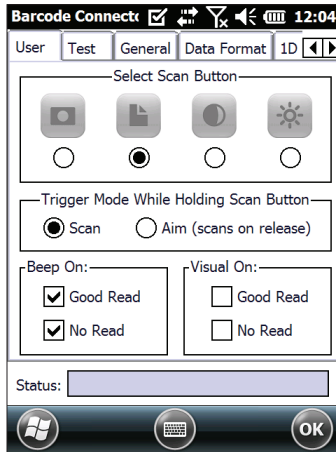 Barcode Connecto 12:04
User Test General Data Format 1D
Select Scan Button
Trigger Mode While Holding Scan Button
Scan Aim (scans on release)
Beep On: Visual On:
Good Read Good Read
No Read No Read
Status:
OK